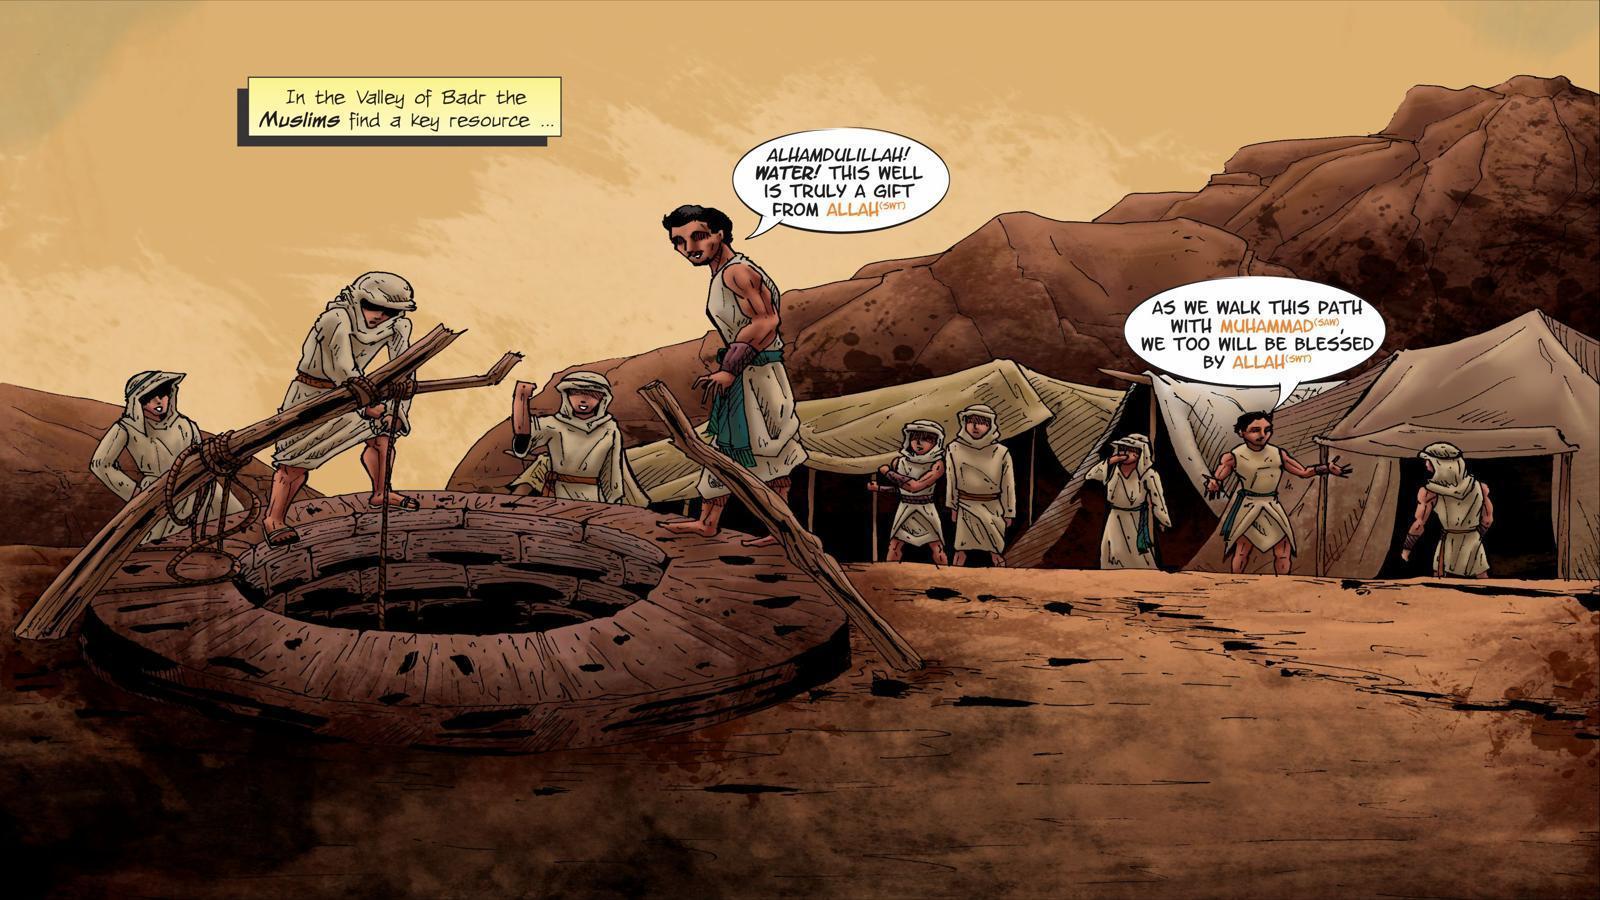 In the Valley of Badr the
Muslims find a key resource ...
ALHAMDULILLAH!
WATER! THIS WELL
IS TRULY A GIFT
FROM ALLAH(SWT)
AS WE WALK THIS PATH
WITH MUHAMMAD(SAW),
WE TOO WILL BE BLESSED
BY ALLAH(SWT)